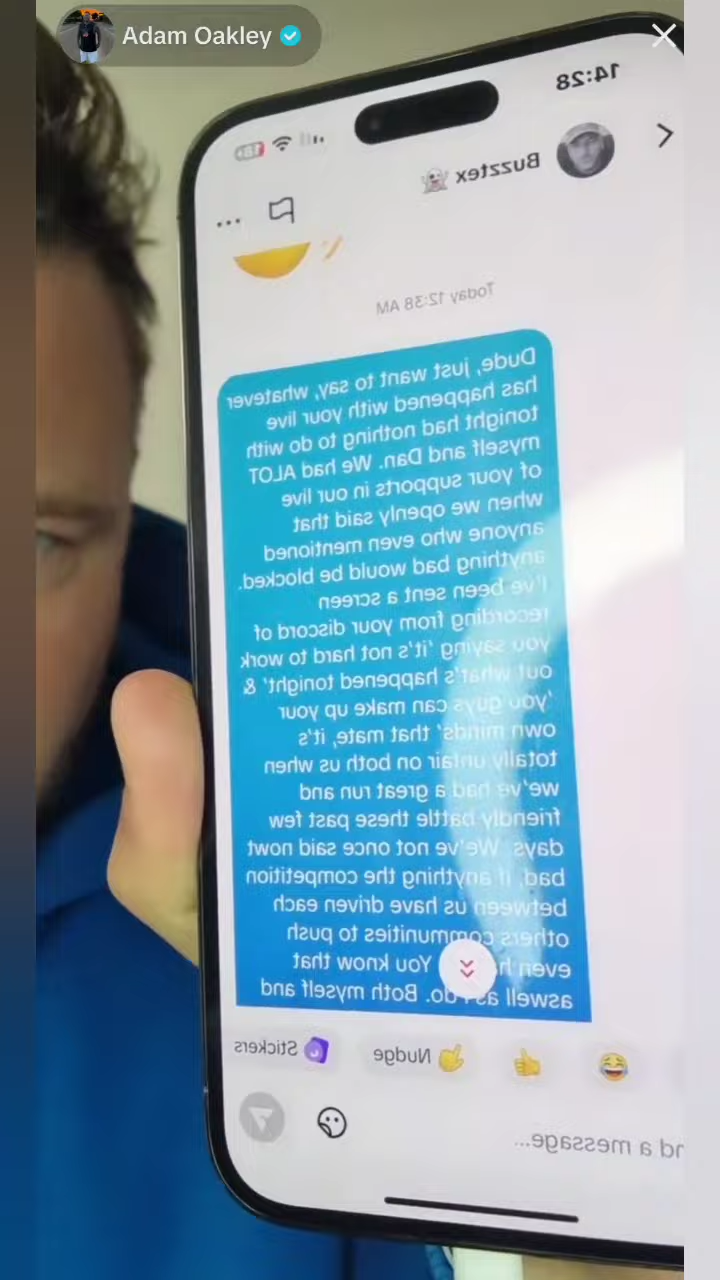 Adam Oakley
14:28
18+
Buzztex
Today 12:38 AM
Dude, just want to say, whatever
has happened with your live
tonight had nothing to do with
myself and Dan. We had ALOT
of your supports in our live
when we openly said that
anyone who even mentioned
anything bad would be blocked.
I've been sent a screen
recording from your discord of
you saying 'it's not hard to work
out what's happened tonight' &
'you guys can make up your
own minds' that mate, it's
totally unfair on both us when
we've had a great run and
friendly battle these past few
days. We've not once said nowt
bad, if anything the competition
between us have driven each
others communities to push
even You know that
aswell as I do. Both myself and
Nudge
Stickers
a message...